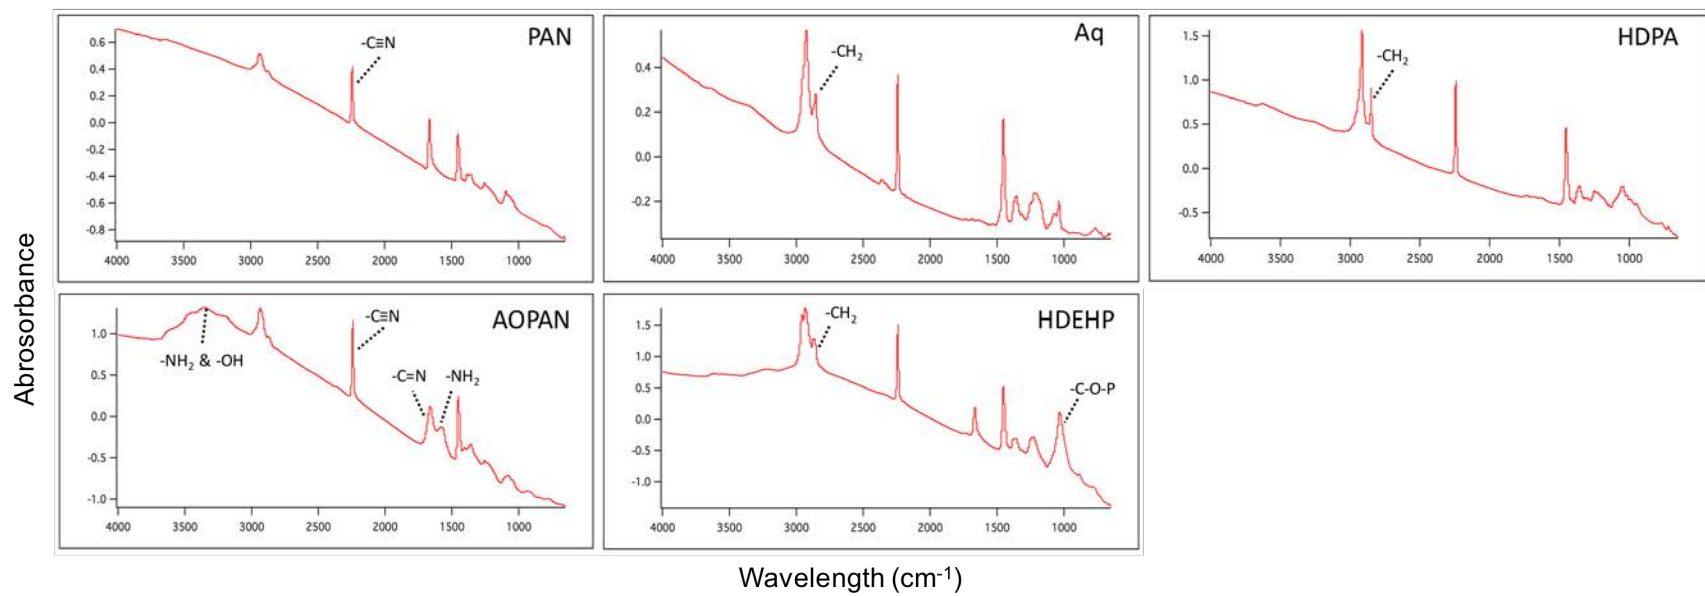 PAN
-C≡N
0.6
0.4
0.2
0.0
-0.2
-0.4
-0.6
-0.8
4000 3500 3000 2500 2000 1500 1000
Aq
-CH₂
0.4
0.2
0.0
-0.2
4000 3500 3000 2500 2000 1500 1000
HDPA
-CH₂
1.5
1.0
0.5
0.0
-0.5
4000 3500 3000 2500 2000 1500 1000
Abrosorbance
AOPAN
-C≡N
-NH₂ & -OH
-C=N
-NH₂
1.0
0.5
0.0
-0.5
-1.0
4000 3500 3000 2500 2000 1500 1000
HDEHP
-CH₂
-C-O-P
1.5
1.0
0.5
0.0
-0.5
-1.0
4000 3500 3000 2500 2000 1500 1000
Wavelength (cm⁻¹)